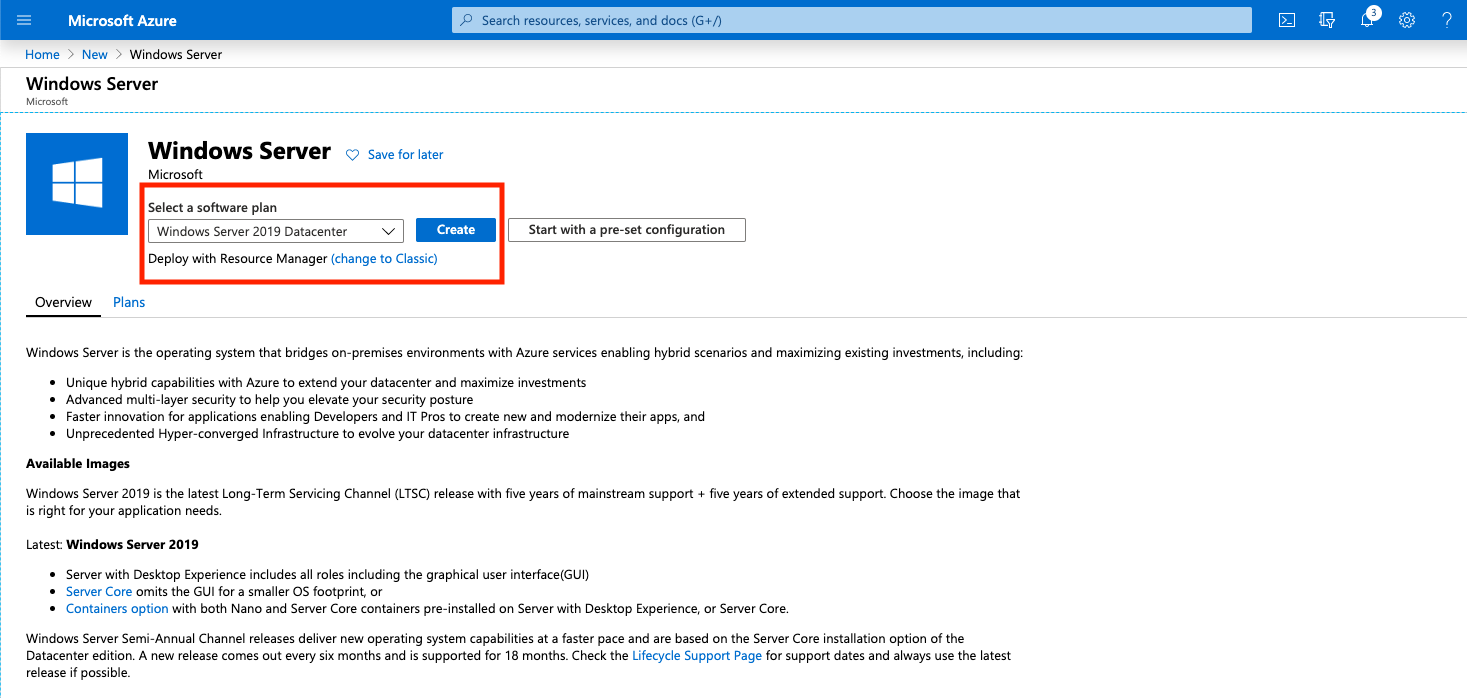 Microsoft Azure
Search resources, services, and docs (G+/)
3
?
Home > New > Windows Server
Windows Server
Microsoft
Windows Server
Save for later
Microsoft
Select a software plan
Windows Server 2019 Datacenter
Create
Start with a pre-set configuration
Deploy with Resource Manager (change to Classic)
Overview
Plans
Windows Server is the operating system that bridges on-premises environments with Azure services enabling hybrid scenarios and maximizing existing investments, including:
• Unique hybrid capabilities with Azure to extend your datacenter and maximize investments
• Advanced multi-layer security to help you elevate your security posture
• Faster innovation for applications enabling Developers and IT Pros to create new and modernize their apps, and
• Unprecedented Hyper-converged Infrastructure to evolve your datacenter infrastructure
Available Images
Windows Server 2019 is the latest Long-Term Servicing Channel (LTSC) release with five years of mainstream support + five years of extended support. Choose the image that
is right for your application needs.
Latest: Windows Server 2019
• Server with Desktop Experience includes all roles including the graphical user interface(GUI)
• Server Core omits the GUI for a smaller OS footprint, or
• Containers option with both Nano and Server Core containers pre-installed on Server with Desktop Experience, or Server Core.
Windows Server Semi-Annual Channel releases deliver new operating system capabilities at a faster pace and are based on the Server Core installation option of the
Datacenter edition. A new release comes out every six months and is supported for 18 months. Check the Lifecycle Support Page for support dates and always use the latest
release if possible.